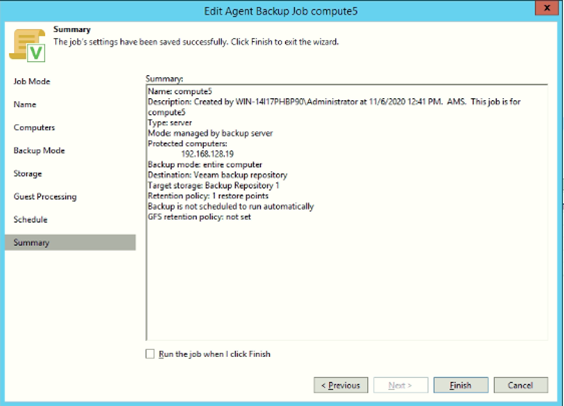 Edit Agent Backup Job compute5
x
Summary
The job's settings have been saved successfully. Click Finish to exit the wizard.
V
Job Mode
Name
Computers
Backup Mode
Storage
Guest Processing
Schedule
Summary
Summary:
Name: compute5
Description: Created by WIN-14I17PHBP90\Administrator at 11/6/2020 12:41 PM. AMS. This job is for
compute5
Type: server
Mode: managed by backup server
Protected computers:
192.168.128.19
Backup mode: entire computer
Destination: Veeam backup repository
Target storage: Backup Repository 1
Retention policy: 1 restore points
Backup is not scheduled to run automatically
GFS retention policy: not set
Run the job when I click Finish
< Previous
Next >
Finish
Cancel